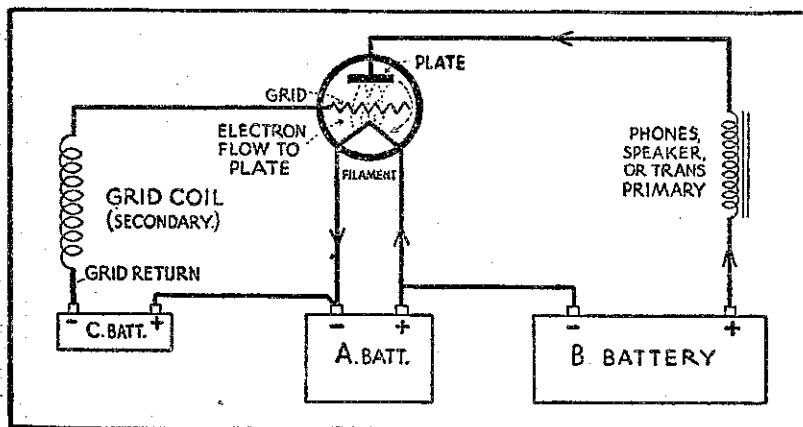 PLATE
GRID
ELECTRON
FLOW TO
PLATE
FILAMENT
PHONES,
SPEAKER,
OR TRANS
PRIMARY
GRID COIL
(SECONDARY.)
GRID RETURN
- +
C. BATT.
- +
A. BATT.
- +
B. BATTERY